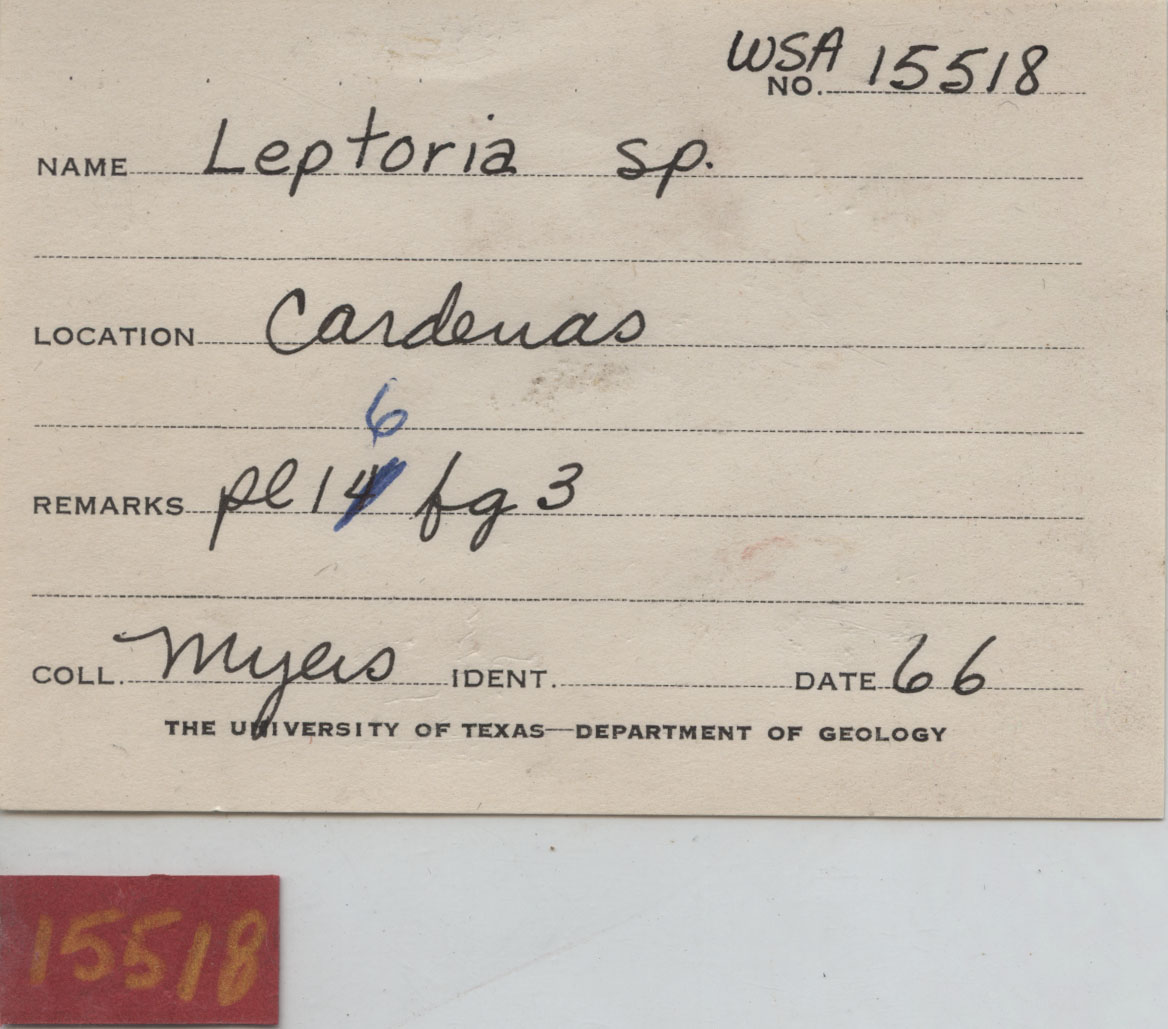 WSA
NO. 15518
NAME Leptoria sp.
LOCATION Cardenas
6
REMARKS pl 14 fg 3
COLL. Myers IDENT. DATE 66
THE UNIVERSITY OF TEXAS—DEPARTMENT OF GEOLOGY
15518